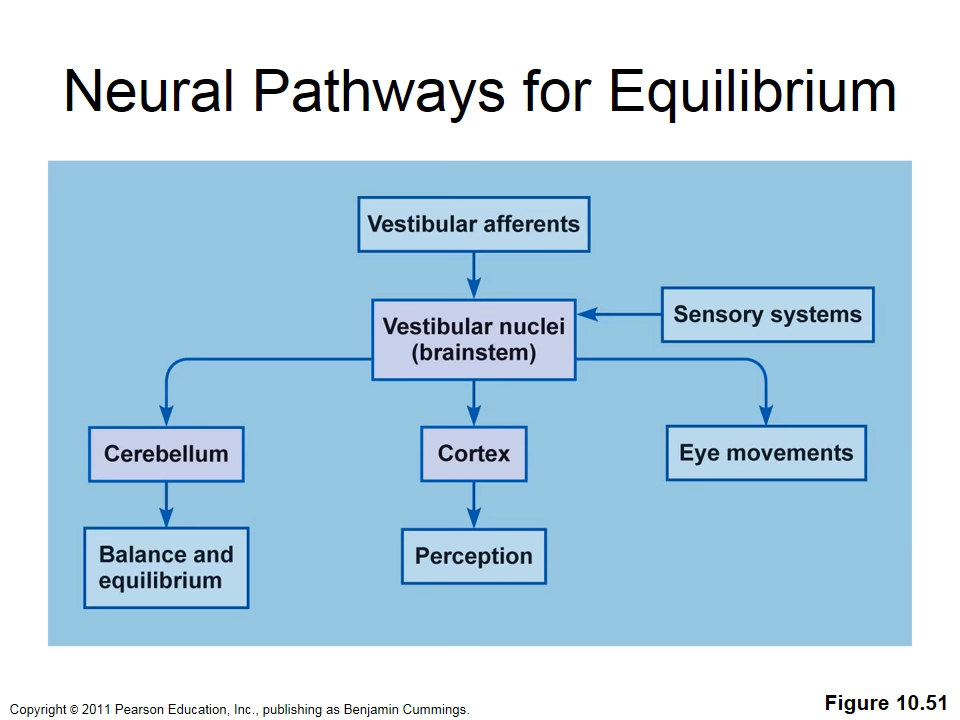 Neural Pathways for Equilibrium
Vestibular afferents
Vestibular nuclei
(brainstem)
Sensory systems
Cerebellum
Cortex
Eye movements
Balance and
equilibrium
Perception
Copyright © 2011 Pearson Education, Inc., publishing as Benjamin Cummings.
Figure 10.51